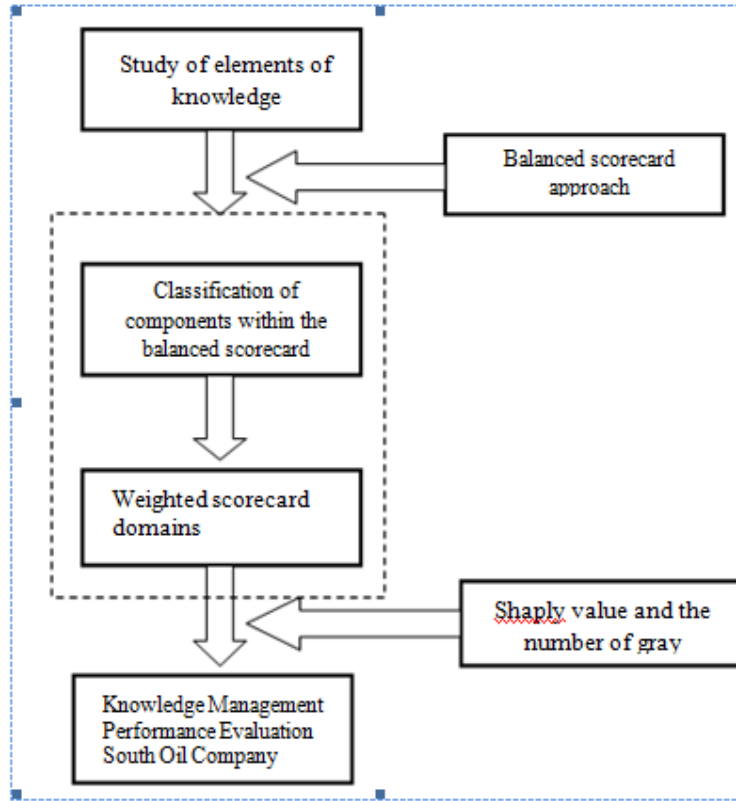 Study of elements of
knowledge
Balanced scorecard
approach
Classification of
components within the
balanced scorecard
Weighted scorecard
domains
Shaply value and the
number of gray
Knowledge Management
Performance Evaluation
South Oil Company